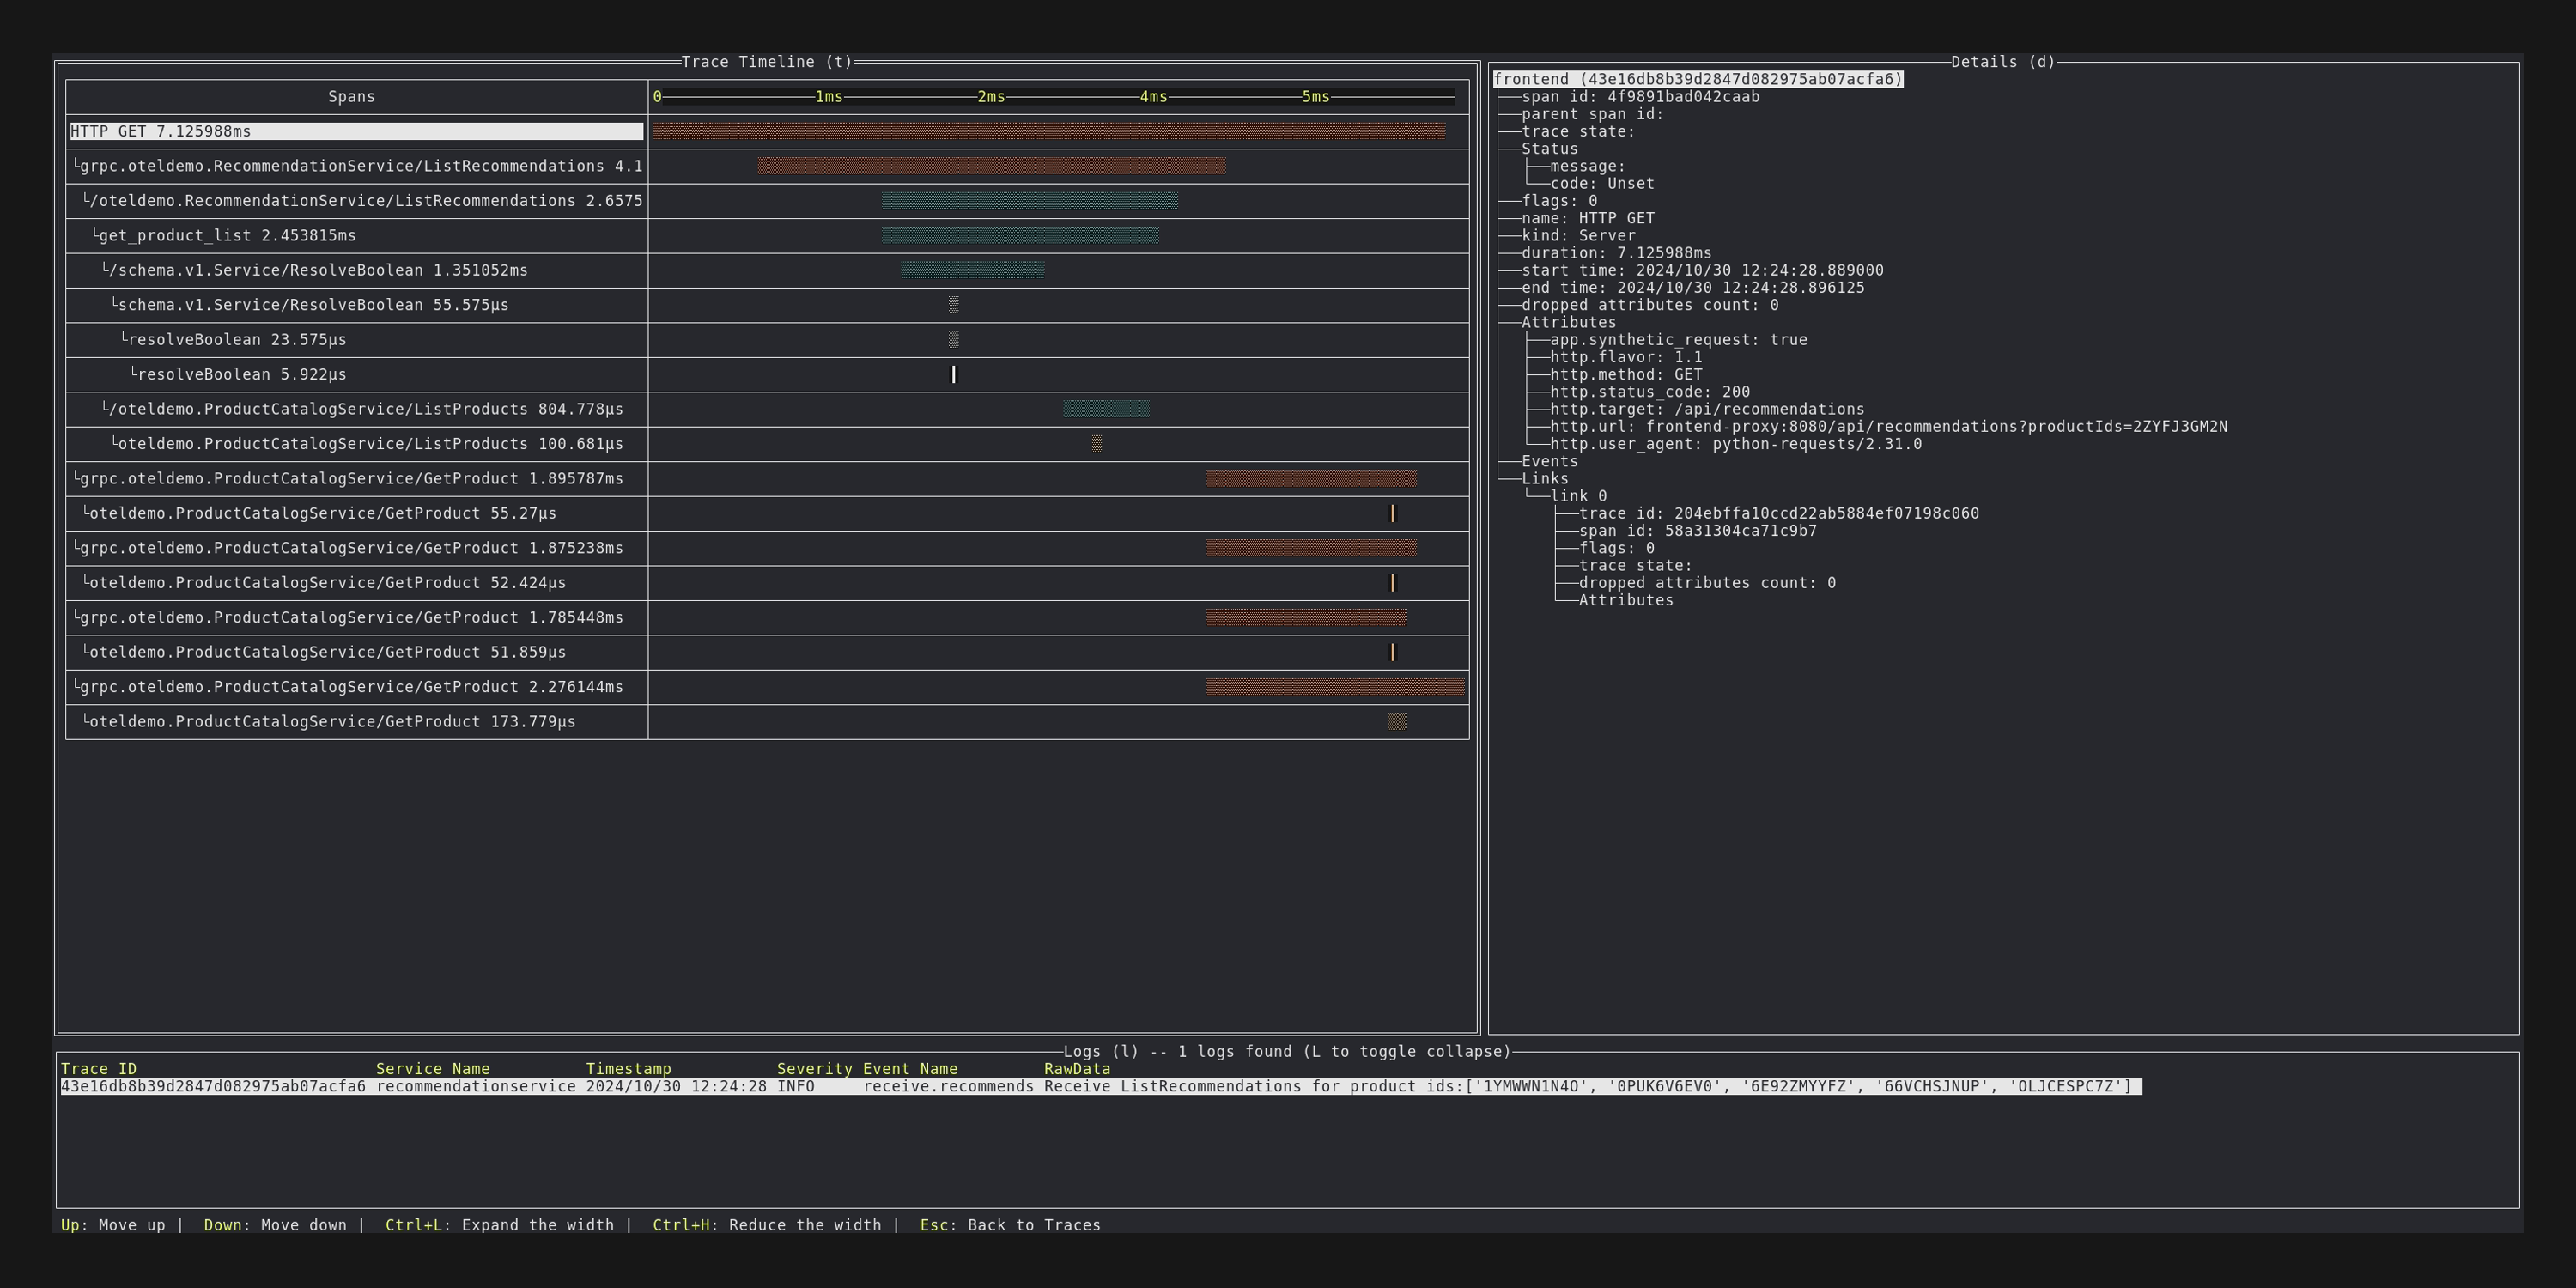 Trace Timeline (t)
Spans
0 1ms 2ms 4ms 5ms
HTTP GET 7.125988ms
grpc.oteldemo.RecommendationService/ListRecommendations 4.1
/oteldemo.RecommendationService/ListRecommendations 2.6575
get_product_list 2.453815ms
/schema.v1.Service/ResolveBoolean 1.351052ms
schema.v1.Service/ResolveBoolean 55.575µs
resolveBoolean 23.575µs
resolveBoolean 5.922µs
/oteldemo.ProductCatalogService/ListProducts 804.778µs
oteldemo.ProductCatalogService/ListProducts 100.681µs
grpc.oteldemo.ProductCatalogService/GetProduct 1.895787ms
oteldemo.ProductCatalogService/GetProduct 55.27µs
grpc.oteldemo.ProductCatalogService/GetProduct 1.875238ms
oteldemo.ProductCatalogService/GetProduct 52.424µs
grpc.oteldemo.ProductCatalogService/GetProduct 1.785448ms
oteldemo.ProductCatalogService/GetProduct 51.859µs
grpc.oteldemo.ProductCatalogService/GetProduct 2.276144ms
oteldemo.ProductCatalogService/GetProduct 173.779µs
Details (d)
frontend (43e16db8b39d2847d082975ab07acfa6)
span id: 4f9891bad042caab
parent span id:
trace state:
Status
message:
code: Unset
flags: 0
name: HTTP GET
kind: Server
duration: 7.125988ms
start time: 2024/10/30 12:24:28.889000
end time: 2024/10/30 12:24:28.896125
dropped attributes count: 0
Attributes
app.synthetic_request: true
http.flavor: 1.1
http.method: GET
http.status_code: 200
http.target: /api/recommendations
http.url: frontend-proxy:8080/api/recommendations?productIds=2ZYFJ3GM2N
http.user_agent: python-requests/2.31.0
Events
Links
link 0
trace id: 204ebffa10ccd22ab5884ef07198c060
span id: 58a31304ca71c9b7
flags: 0
trace state:
dropped attributes count: 0
Attributes
Logs (l) -- 1 logs found (L to toggle collapse)
Trace ID Service Name Timestamp Severity Event Name RawData
43e16db8b39d2847d082975ab07acfa6 recommendationservice 2024/10/30 12:24:28 INFO receive.recommends Receive ListRecommendations for product ids:['1YMWWN1N4O', '0PUK6V6EV0', '6E92ZMYYFZ', '66VCHSJNUP', 'OLJCESPC7Z']
Up: Move up | Down: Move down | Ctrl+L: Expand the width | Ctrl+H: Reduce the width | Esc: Back to Traces